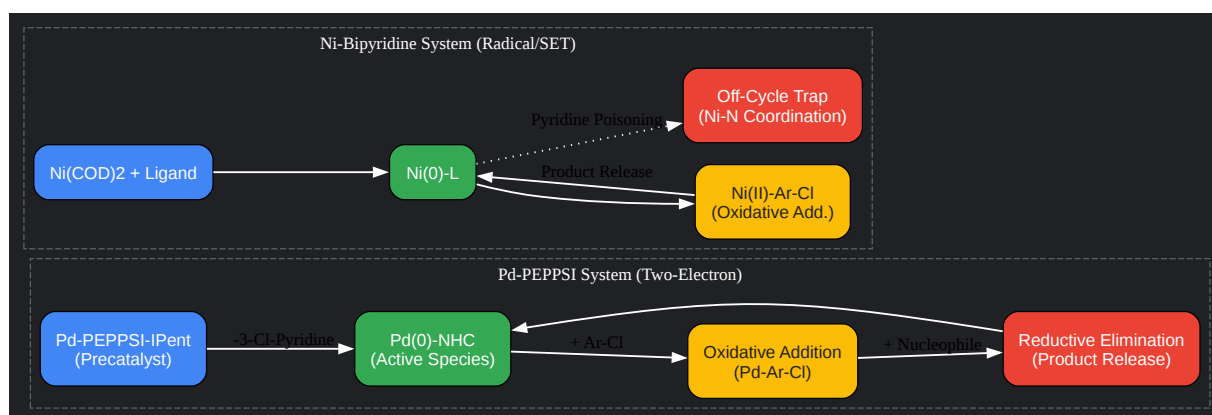 Ni-Bipyridine System (Radical/SET)
Off-Cycle Trap
(Ni-N Coordination)
Pyridine Poisoning
Ni(COD)2 + Ligand
Ni(0)-L
Product Release
Ni(II)-Ar-Cl
(Oxidative Add.)
Pd-PEPPSI System (Two-Electron)
Pd-PEPPSI-IPent
(Precatalyst)
-3-Cl-Pyridine
Pd(0)-NHC
(Active Species)
+ Ar-Cl
Oxidative Addition
(Pd-Ar-Cl)
+ Nucleophile
Reductive Elimination
(Product Release)